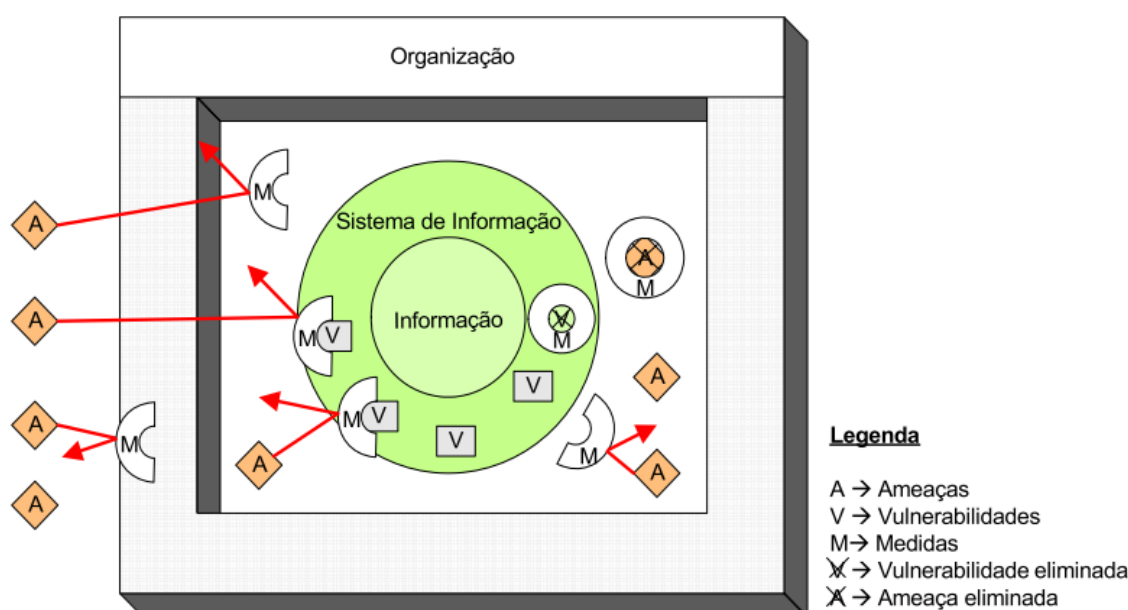 Organização
M
A
Sistema de Informação
A
M
A
Informação
V
M
M
V
A
V
A
M
M
V
V
A
M
A
A
A
Legenda
A → Ameaças
V → Vulnerabilidades
M → Medidas
V → Vulnerabilidade eliminada
A → Ameaça eliminada